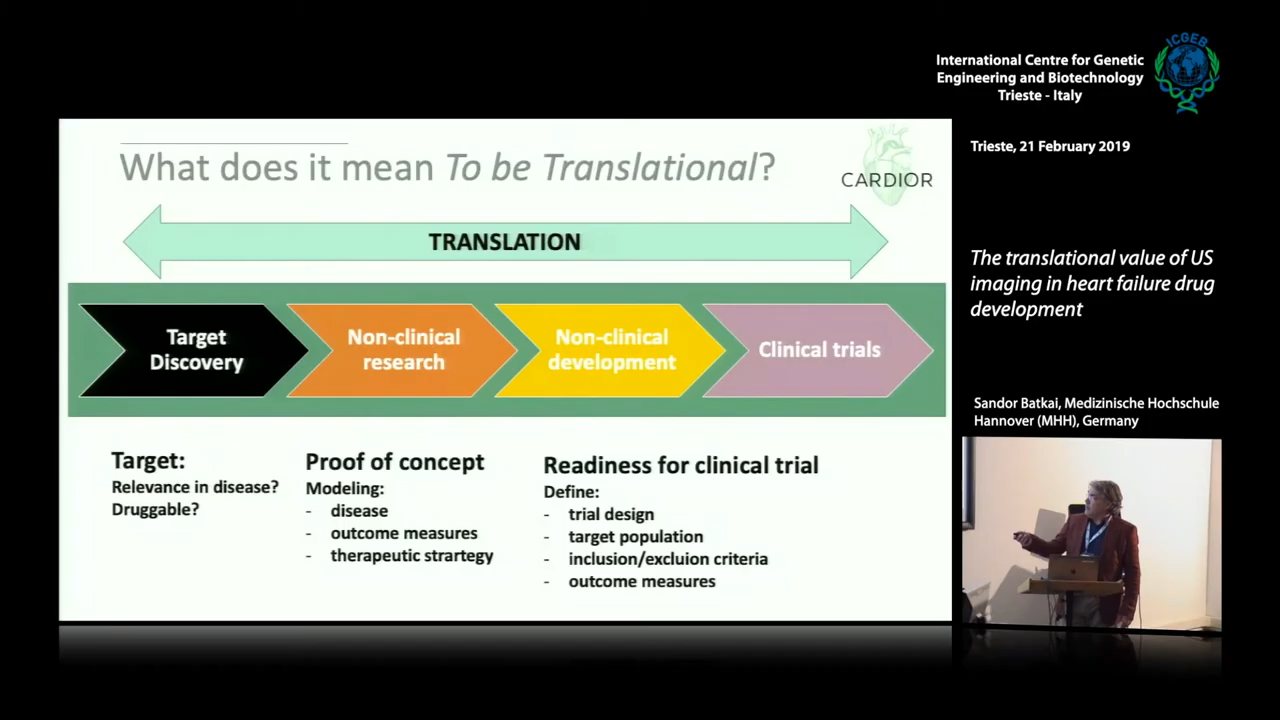 ICGEB
International Centre for Genetic
Engineering and Biotechnology
Trieste - Italy
Trieste, 21 February 2019
What does it mean To be Translational?
CARDIOR
TRANSLATION
Target
Discovery
Non-clinical
research
Non-clinical
development
Clinical trials
Target:
Relevance in disease?
Druggable?
Proof of concept
Modeling:
- disease
- outcome measures
- therapeutic strartegy
Readiness for clinical trial
Define:
- trial design
- target population
- inclusion/excluion criteria
- outcome measures
The translational value of US
imaging in heart failure drug
development
Sandor Batkai, Medizinische Hochschule
Hannover (MHH), Germany